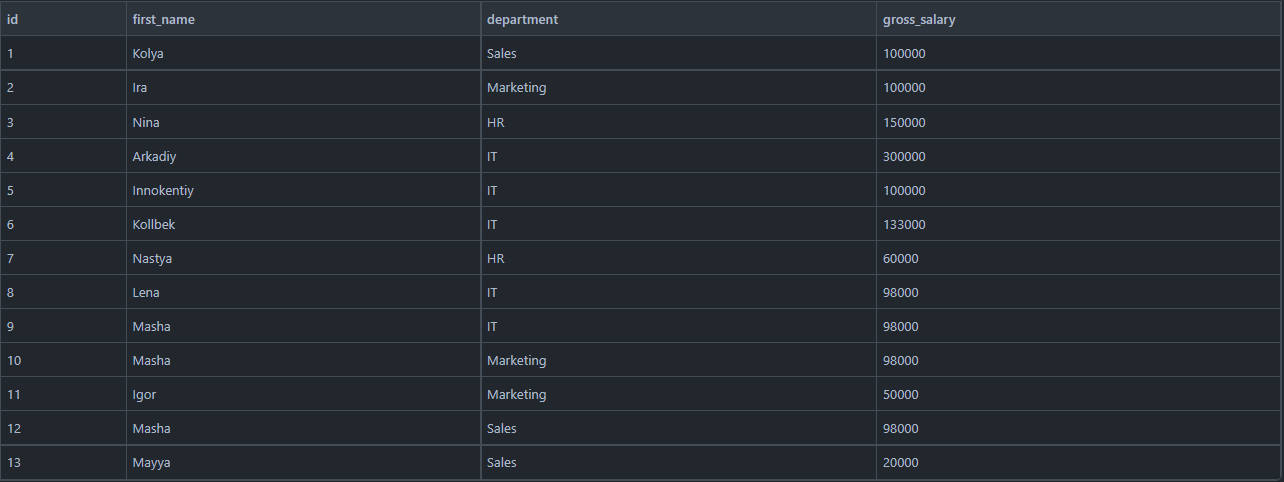 id first_name department gross_salary
1 Kolya Sales 100000
2 Ira Marketing 100000
3 Nina HR 150000
4 Arkadiy IT 300000
5 Innokentiy IT 100000
6 Kollbek IT 133000
7 Nastya HR 60000
8 Lena IT 98000
9 Masha IT 98000
10 Masha Marketing 98000
11 Igor Marketing 50000
12 Masha Sales 98000
13 Mayya Sales 20000